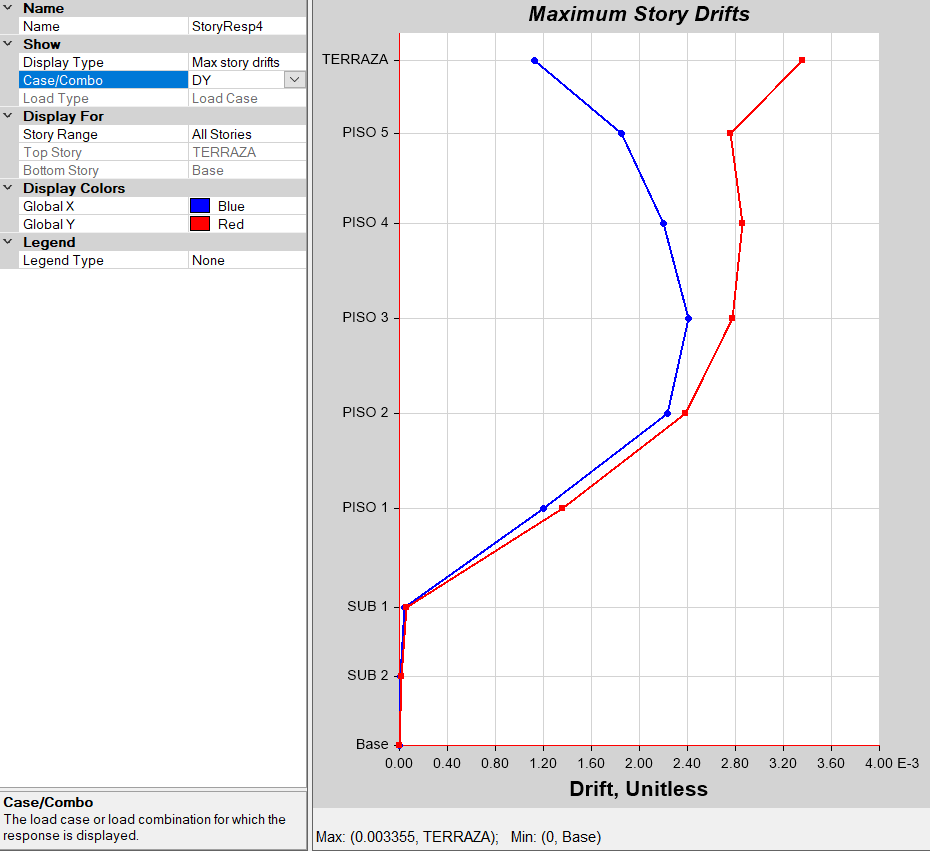 Name
Name StoryResp4
Show
Display Type Max story drifts
Case/Combo DY
Load Type Load Case
Display For
Story Range All Stories
Top Story TERRAZA
Bottom Story Base
Display Colors
Global X Blue
Global Y Red
Legend
Legend Type None
Case/Combo
The load case or load combination for which the
response is displayed.
Maximum Story Drifts
TERRAZA
PISO 5
PISO 4
PISO 3
PISO 2
PISO 1
SUB 1
SUB 2
Base
0.00 0.40 0.80 1.20 1.60 2.00 2.40 2.80 3.20 3.60 4.00 E-3
Drift, Unitless
Max: (0.003355, TERRAZA); Min: (0, Base)